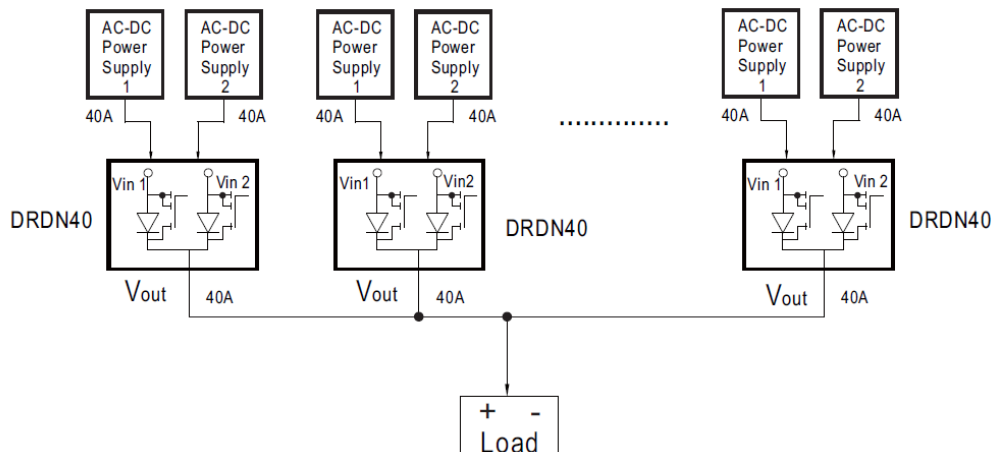 AC-DC
Power
Supply
1
AC-DC
Power
Supply
2
AC-DC
Power
Supply
1
AC-DC
Power
Supply
2
AC-DC
Power
Supply
1
AC-DC
Power
Supply
2
40A
40A
40A
40A
40A
40A
..............
Vin 1
Vin 2
Vin1
Vin2
Vin 1
Vin 2
DRDN40
DRDN40
DRDN40
Vout
40A
Vout
40A
Vout
40A
+ -
Load